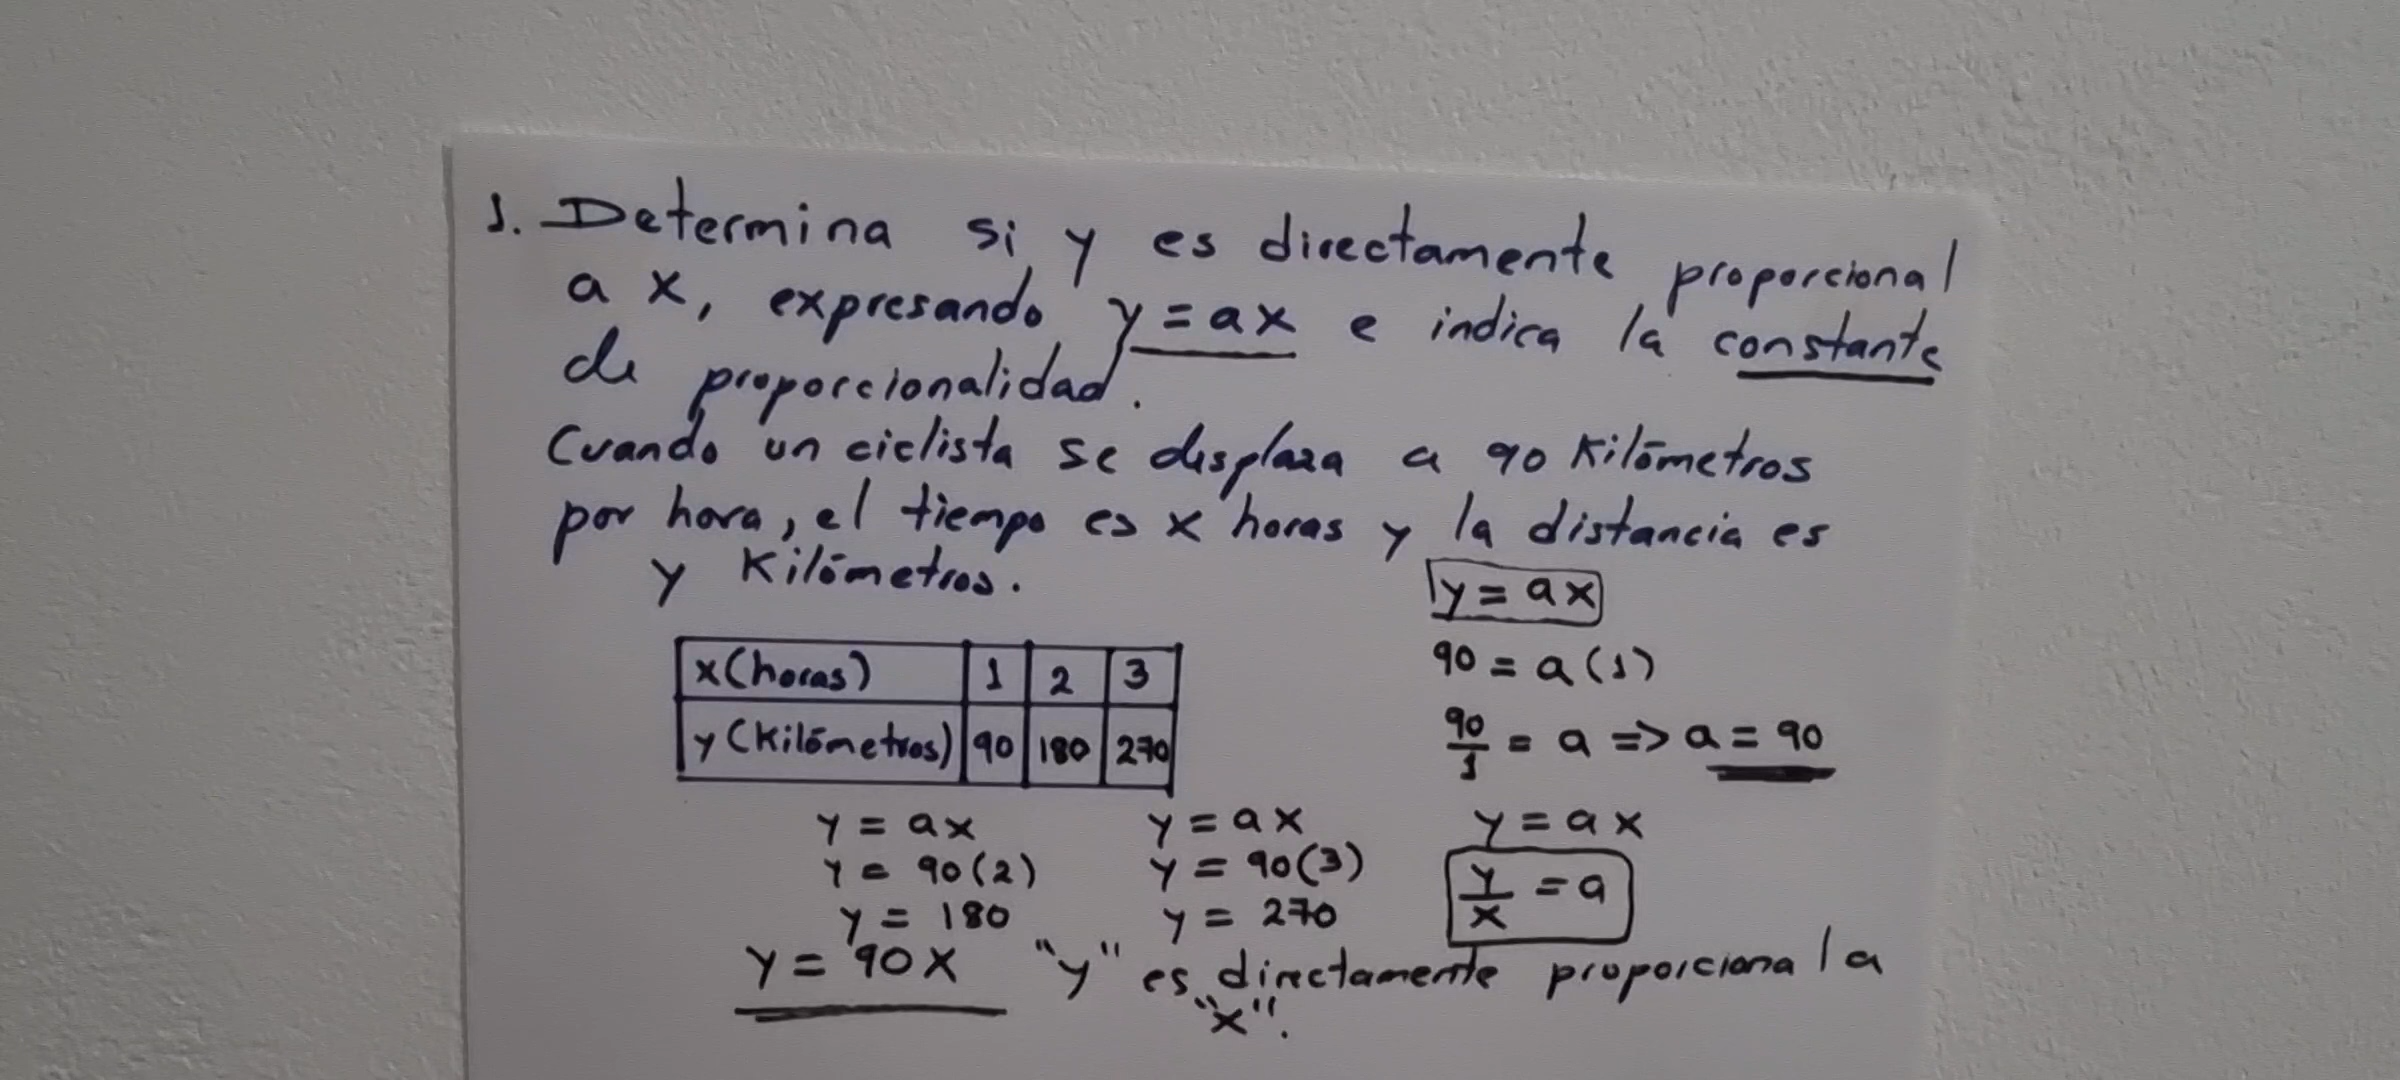 1. Determina si y es directamente proporcional
a x, expresando y = ax e indica la constante
de proporcionalidad.
Cuando un ciclista se desplaza a 90 Kilómetros
por hora, el tiempo es x horas y la distancia es
y Kilómetros.
y = ax
x (horas) 1 2 3
90 = a (1)
y (Kilómetros) 90 180 270
90/1 = a => a = 90
y = ax y = ax y = ax
y = 90(2) y = 90(3) y/x = a
y = 180 y = 270
y = 90x "y" es directamente proporcional a
"x".